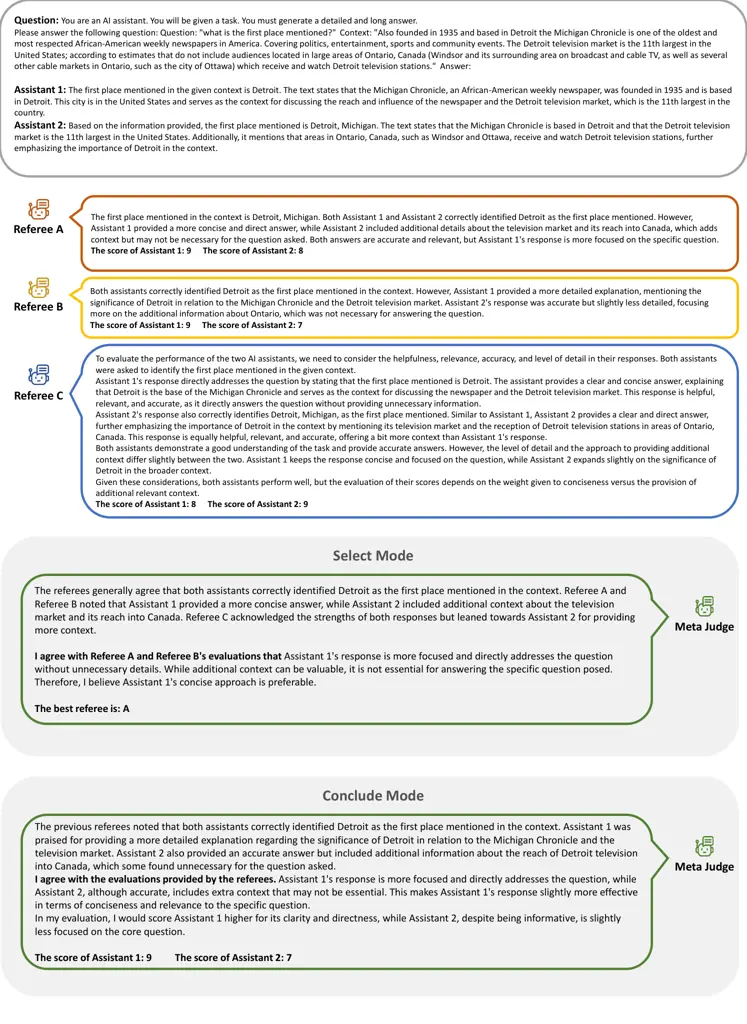 Question: You are an AI assistant. You will be given a task. You must generate a detailed and long answer.
Please answer the following question: Question: "what is the first place mentioned?" Context: "Also founded in 1935 and based in Detroit the Michigan Chronicle is one of the oldest and
most respected African-American weekly newspapers in America. Covering politics, entertainment, sports and community events. The Detroit television market is the 11th largest in the
United States; according to estimates that do not include audiences located in large areas of Ontario, Canada (Windsor and its surrounding area on broadcast and cable TV, as well as several
other cable markets in Ontario, such as the city of Ottawa) which receive and watch Detroit television stations." Answer:
Assistant 1: The first place mentioned in the given context is Detroit. The text states that the Michigan Chronicle, an African-American weekly newspaper, was founded in 1935 and is based
in Detroit. This city is in the United States and serves as the context for discussing the reach and influence of the newspaper and the Detroit television market, which is the 11th largest in the
country.
Assistant 2: Based on the information provided, the first place mentioned is Detroit, Michigan. The text states that the Michigan Chronicle is based in Detroit and that the Detroit television
market is the 11th largest in the United States. Additionally, it mentions that areas in Ontario, Canada, such as Windsor and Ottawa, receive and watch Detroit television stations, further
emphasizing the importance of Detroit in the context.
Referee A
The first place mentioned in the context is Detroit, Michigan. Both Assistant 1 and Assistant 2 correctly identified Detroit as the first place mentioned. However,
Assistant 1 provided a more concise and direct answer, while Assistant 2 included additional details about the television market and its reach into Canada, which adds
context but may not be necessary for the question asked. Both answers are accurate and relevant, but Assistant 1's response is more focused on the specific question.
The score of Assistant 1: 9 The score of Assistant 2: 8
Referee B
Both assistants correctly identified Detroit as the first place mentioned in the context. However, Assistant 1 provided a more detailed explanation, mentioning the
significance of Detroit in relation to the Michigan Chronicle and the Detroit television market. Assistant 2's response was accurate but slightly less detailed, focusing
more on the additional information about Ontario, which was not necessary for answering the question.
The score of Assistant 1: 9 The score of Assistant 2: 7
Referee C
To evaluate the performance of the two AI assistants, we need to consider the helpfulness, relevance, accuracy, and level of detail in their responses. Both assistants
were asked to identify the first place mentioned in the given context.
Assistant 1's response directly addresses the question by stating that the first place mentioned is Detroit. The assistant provides a clear and concise answer, explaining
that Detroit is the base of the Michigan Chronicle and serves as the context for discussing the newspaper and the Detroit television market. This response is helpful,
relevant, and accurate, as it directly answers the question without providing unnecessary information.
Assistant 2's response also correctly identifies Detroit, Michigan, as the first place mentioned. Similar to Assistant 1, Assistant 2 provides a clear and direct answer,
further emphasizing the importance of Detroit in the context by mentioning its television market and the reception of Detroit television stations in areas of Ontario,
Canada. This response is equally helpful, relevant, and accurate, offering a bit more context than Assistant 1's response.
Both assistants demonstrate a good understanding of the task and provide accurate answers. However, the level of detail and the approach to providing additional
context differ slightly between the two. Assistant 1 keeps the response concise and focused on the question, while Assistant 2 expands slightly on the significance of
Detroit in the broader context.
Given these considerations, both assistants perform well, but the evaluation of their scores depends on the weight given to conciseness versus the provision of
additional relevant context.
The score of Assistant 1: 8 The score of Assistant 2: 9
Select Mode
The referees generally agree that both assistants correctly identified Detroit as the first place mentioned in the context. Referee A and
Referee B noted that Assistant 1 provided a more concise answer, while Assistant 2 included additional context about the television
market and its reach into Canada. Referee C acknowledged the strengths of both responses but leaned towards Assistant 2 for providing
more context.
I agree with Referee A and Referee B's evaluations that Assistant 1's response is more focused and directly addresses the question
without unnecessary details. While additional context can be valuable, it is not essential for answering the specific question posed.
Therefore, I believe Assistant 1's concise approach is preferable.
The best referee is: A
Meta Judge
Conclude Mode
The previous referees noted that both assistants correctly identified Detroit as the first place mentioned in the context. Assistant 1 was
praised for providing a more detailed explanation regarding the significance of Detroit in relation to the Michigan Chronicle and the
television market. Assistant 2 also provided an accurate answer but included additional information about the reach of Detroit television
into Canada, which some found unnecessary for the question asked.
I agree with the evaluations provided by the referees. Assistant 1's response is more focused and directly addresses the question, while
Assistant 2, although accurate, includes extra context that may not be essential. This makes Assistant 1's response slightly more effective
in terms of conciseness and relevance to the specific question.
In my evaluation, I would score Assistant 1 higher for its clarity and directness, while Assistant 2, despite being informative, is slightly
less focused on the core question.
The score of Assistant 1: 9 The score of Assistant 2: 7
Meta Judge